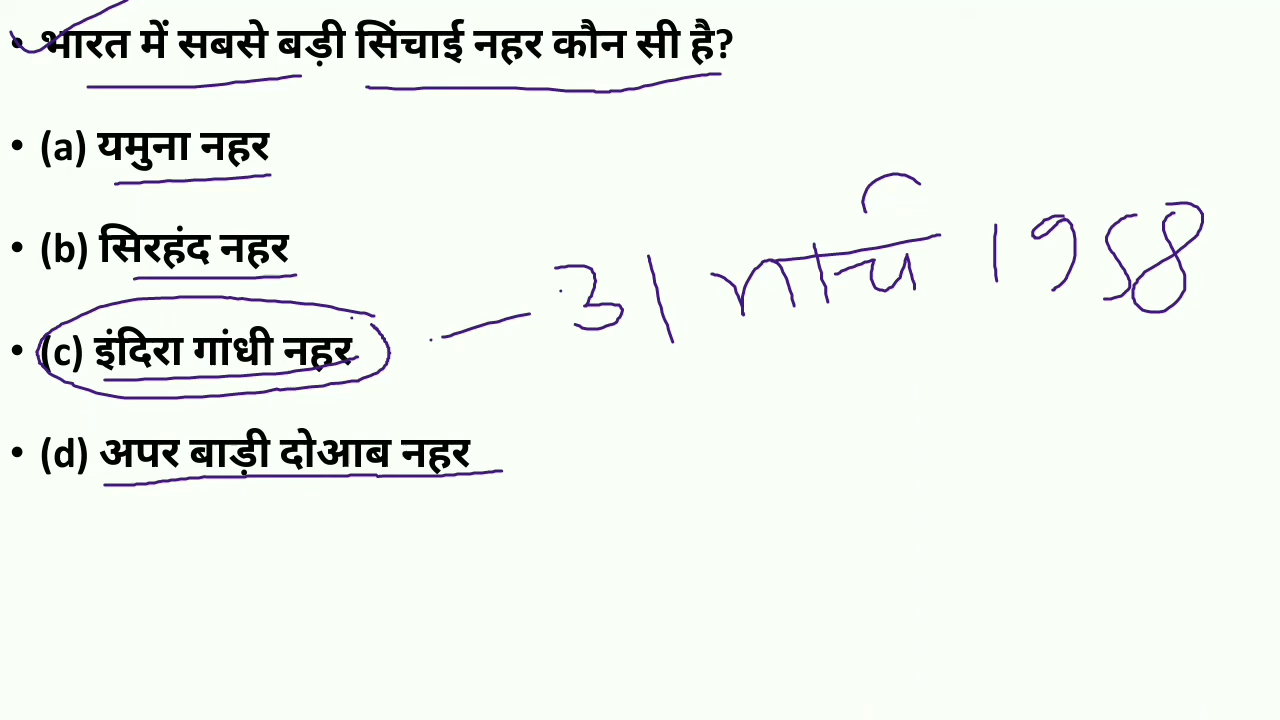 • भारत में सबसे बड़ी सिंचाई नहर कौन सी है?
• (a) यमुना नहर
• (b) सिरहंद नहर
• (c) इंदिरा गांधी नहर – 31 मार्च 1958
• (d) अपर बाड़ी दोआब नहर